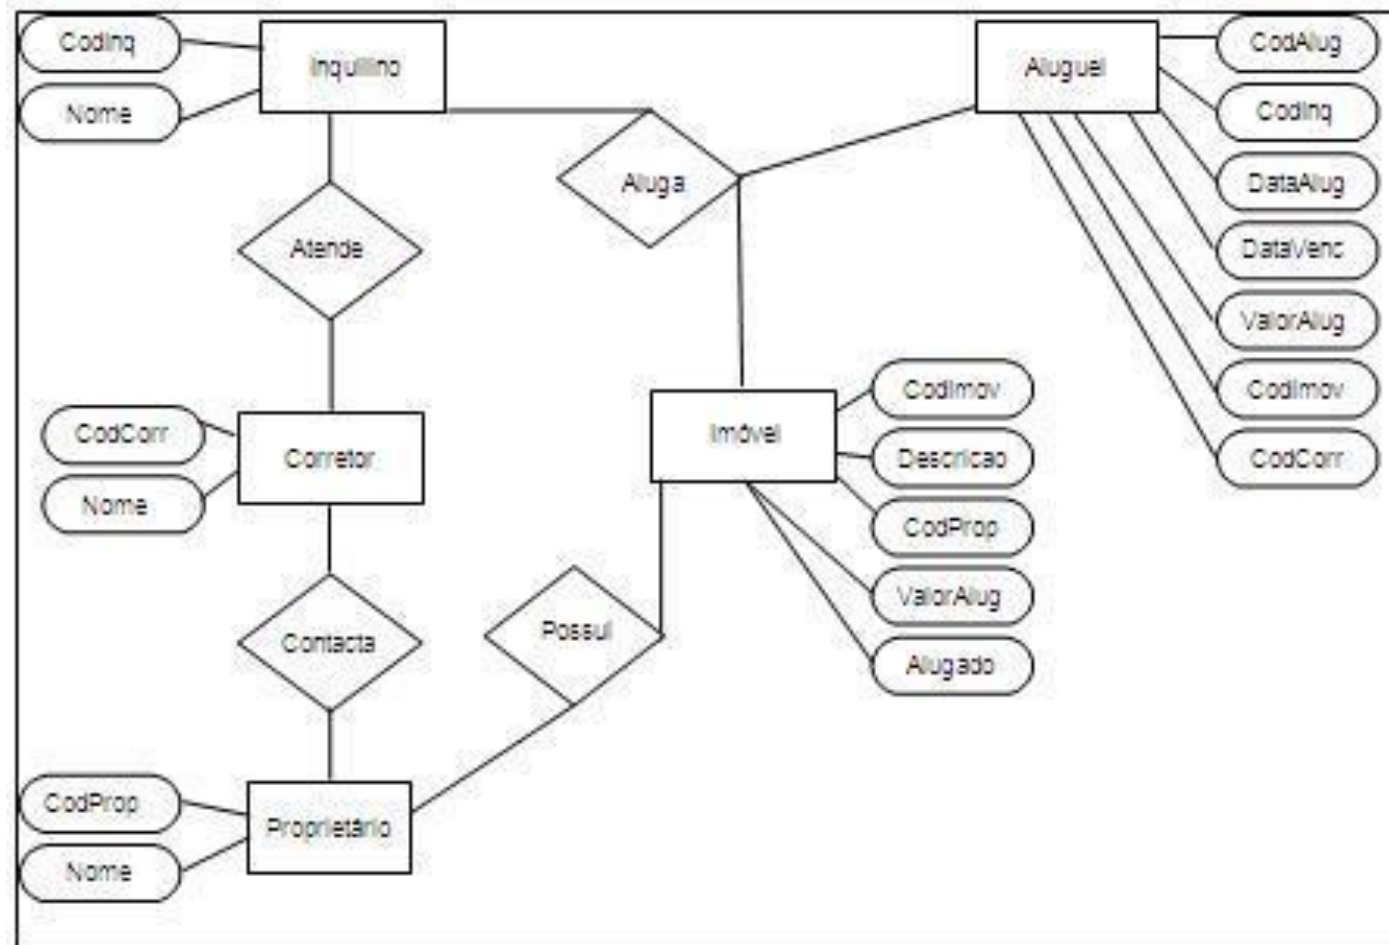 CodInq
Inquilino
Aluguel
CodAlug
Nome
CodInq
Aluga
DataAlug
Atende
DataVenc
ValorAlug
CodImov
CodImov
CodCorr
Imóvel
Corretor
Descricao
CodCorr
Nome
CodProp
ValorAlug
Possui
Contacta
Alugado
CodProp
Proprietário
Nome